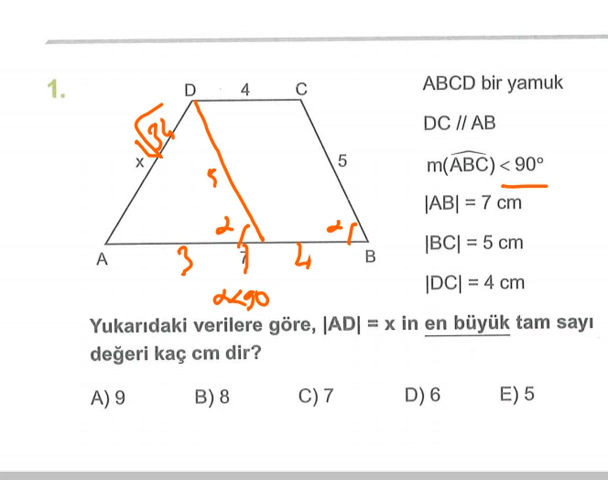 1.
D 4 C
ABCD bir yamuk
DC // AB
√34
x
5
5
m(ABC) < 90°
|AB| = 7 cm
α
α
A
3
7
4
B
|BC| = 5 cm
|DC| = 4 cm
α<90
Yukarıdaki verilere göre, |AD| = x in en büyük tam sayı
değeri kaç cm dir?
A) 9 B) 8 C) 7 D) 6 E) 5